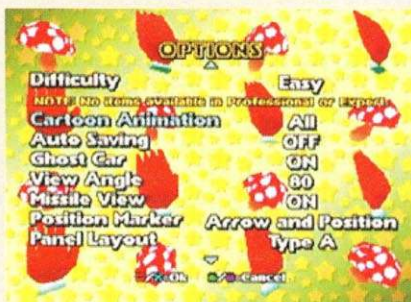 OPTIONS
Difficulty Easy
NOTE: No items available in Professional or Expert.
Cartoon Animation All
Auto Saving OFF
Ghost Car ON
View Angle 80
Missile View ON
Position Marker Arrow and Position
Panel Layout Type A
:Ok :Cancel